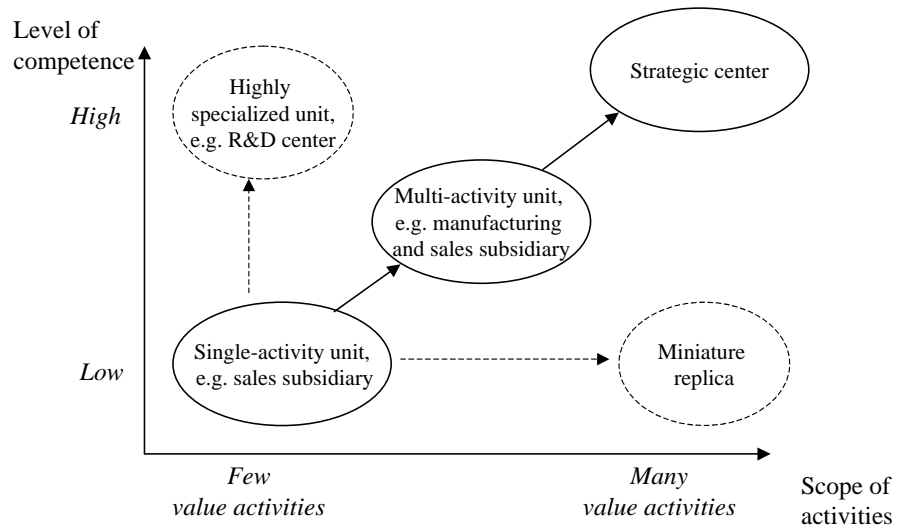 Level of
competence
High
Low
Highly
specialized unit,
e.g. R&D center
Strategic center
Multi-activity unit,
e.g. manufacturing
and sales subsidiary
Single-activity unit,
e.g. sales subsidiary
Miniature
replica
Few
value activities
Many
value activities
Scope of
activities